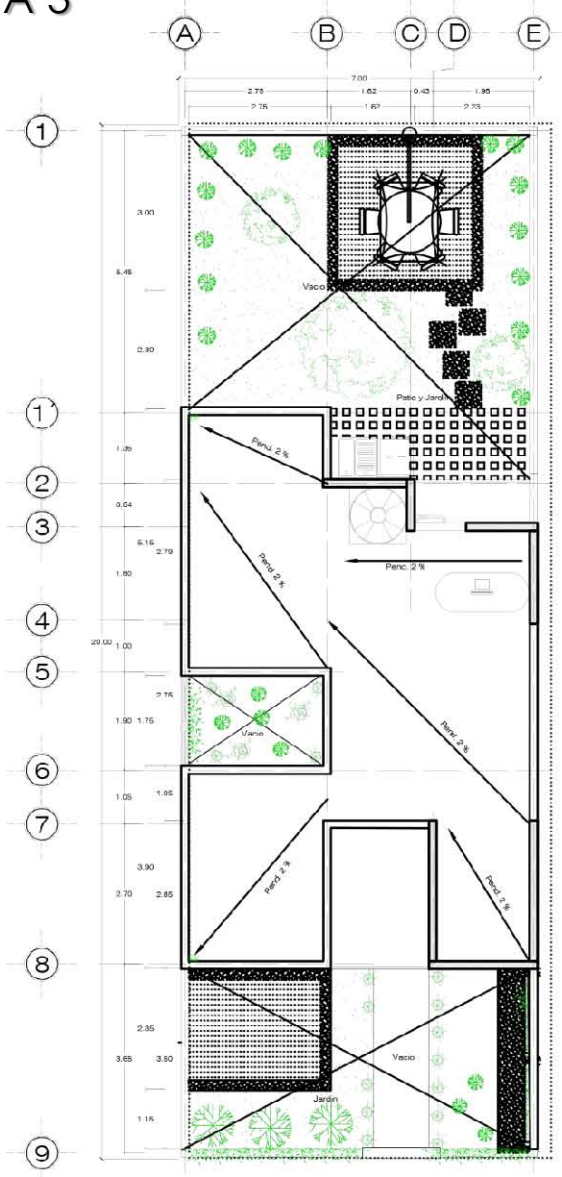 A 3
A B C D E
7.00
2.75 1.62 0.43 1.95
2.75 1.62 2.23
1
3.00
Vacio
5.45
2.30
Patio y Jardin
1'
Pend. 2 %
1.35
2
0.54
3
5.15 2.79
Pend. 2 %
Pend. 2 %
1.80
4
20.00 1.00
5
2.75
1.90 1.75
Vacio
Pend. 2 %
6
1.05
7
3.90
2.70 2.85
Pend. 2 %
Pend. 2 %
8
2.35
3.65 3.50
Vacio
Jardin
1.15
9